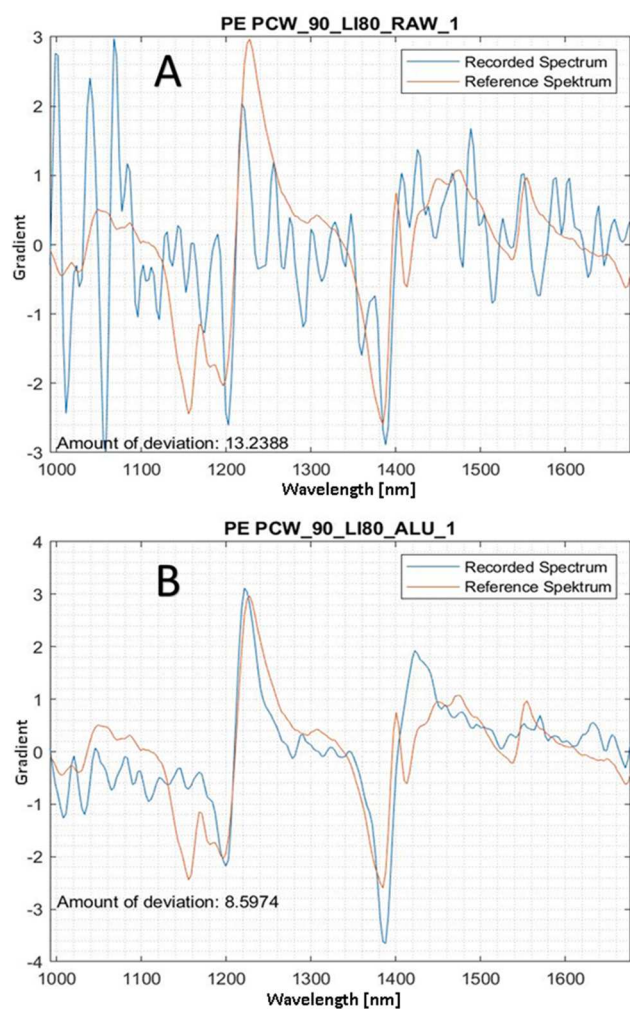 PE PCW_90_LI80_RAW_1
A
Recorded Spectrum
Reference Spektrum
3
2
1
0
-1
-2
-3
Gradient
Amount of deviation: 13.2388
1000 1100 1200 1300 1400 1500 1600
Wavelength [nm]
PE PCW_90_LI80_ALU_1
B
Recorded Spectrum
Reference Spektrum
4
3
2
1
0
-1
-2
-3
-4
Gradient
Amount of deviation: 8.5974
1000 1100 1200 1300 1400 1500 1600
Wavelength [nm]